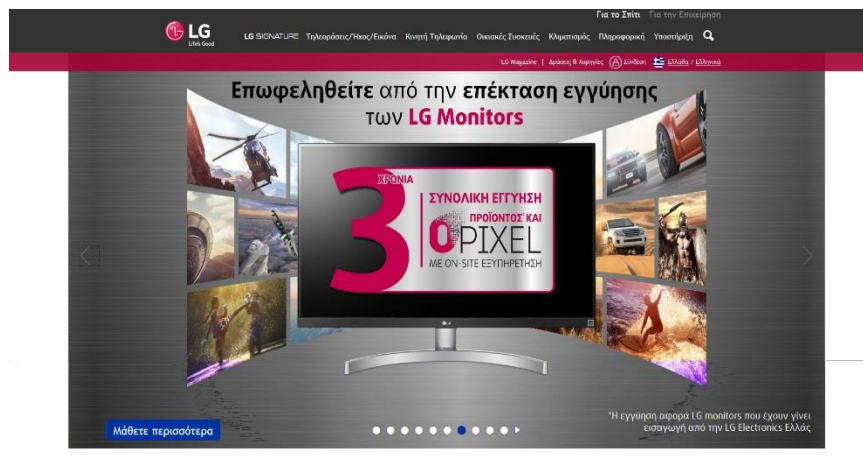 Για το Σπίτι Για την Επιχείρηση
LG
Life's Good
LG SIGNATURE Τηλεοράσεις/Ήχος/Εικόνα Κινητή Τηλεφωνία Οικιακές Συσκευές Κλιματισμός Πληροφορική Υποστήριξη
LG Magazine | Δράσεις & Χορηγίες Σύνδεση Ελλάδα / Ελληνικά
Επωφεληθείτε από την επέκταση εγγύησης
των LG Monitors
3 ΧΡΟΝΙΑ
ΣΥΝΟΛΙΚΗ ΕΓΓΥΗΣΗ
ΠΡΟΪΟΝΤΟΣ* ΚΑΙ
0 PIXEL
ΜΕ ON-SITE ΕΞΥΠΗΡΕΤΗΣΗ
LG
*Η εγγύηση αφορά LG monitors που έχουν γίνει
εισαγωγή από την LG Electronics Ελλάς
Μάθετε περισσότερα